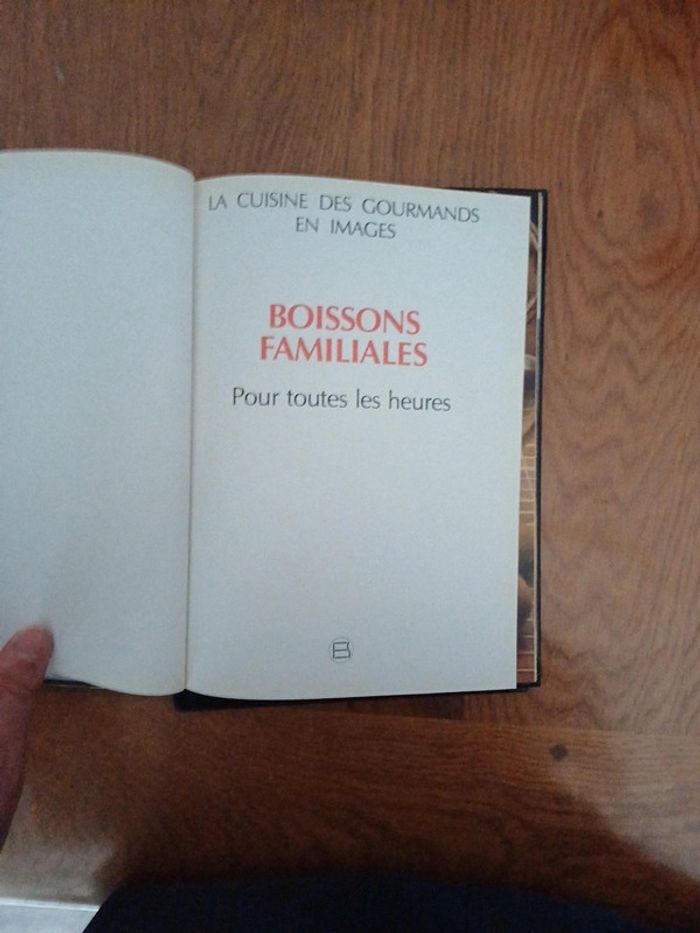 LA CUISINE DES GOURMANDS
EN IMAGES
BOISSONS
FAMILIALES
Pour toutes les heures